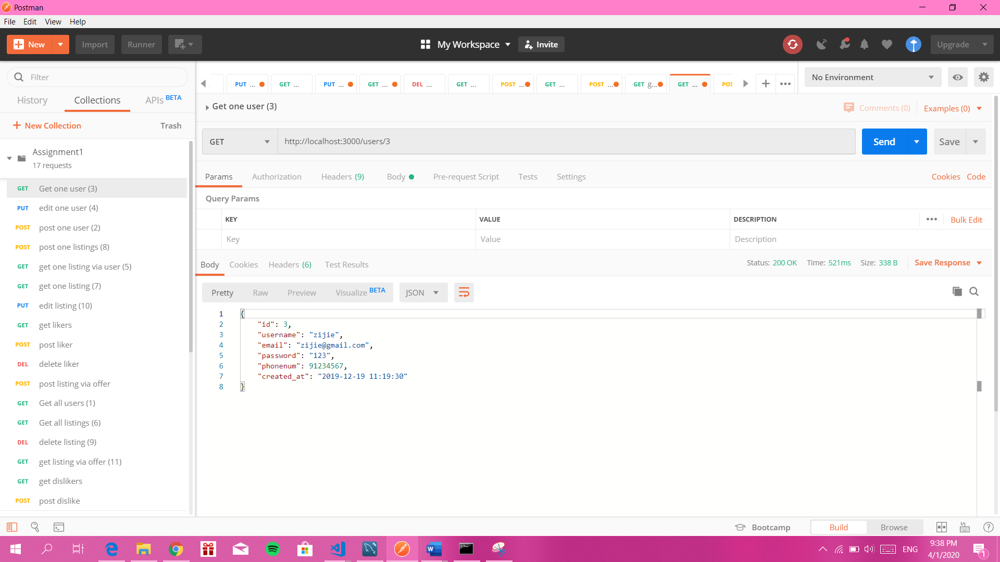 Postman
File Edit View Help
New Import Runner My Workspace Invite Upgrade
Filter
History Collections APIs BETA
New Collection Trash
Assignment1
17 requests
GET Get one user (3)
PUT edit one user (4)
POST post one user (2)
POST post one listings (8)
GET get one listing via user (5)
GET get one listing (7)
PUT edit listing (10)
GET get likers
POST post liker
DEL delete liker
POST post listing via offer
GET Get all users (1)
GET Get all listings (6)
DEL delete listing (9)
GET get listing via offer (11)
GET get dislikers
POST post dislike
PUT ... GET ... PUT ... GET ... DEL ... GET ... POST ... GET ... POST ... GET g... GET ... POS
No Environment
Get one user (3)
Comments (0) Examples (0)
GET http://localhost:3000/users/3 Send Save
Params Authorization Headers (9) Body Pre-request Script Tests Settings Cookies Code
Query Params
KEY VALUE DESCRIPTION ••• Bulk Edit
Key Value Description
Body Cookies Headers (6) Test Results Status: 200 OK Time: 521ms Size: 338 B Save Response
Pretty Raw Preview Visualize BETA JSON
1 {
2 "id": 3,
3 "username": "zijie",
4 "email": "zijie@gmail.com",
5 "password": "123",
6 "phonenum": 91234567,
7 "created_at": "2019-12-19 11:19:30"
8 }
Bootcamp Build Browse
ENG
9:38 PM
4/1/2020
1